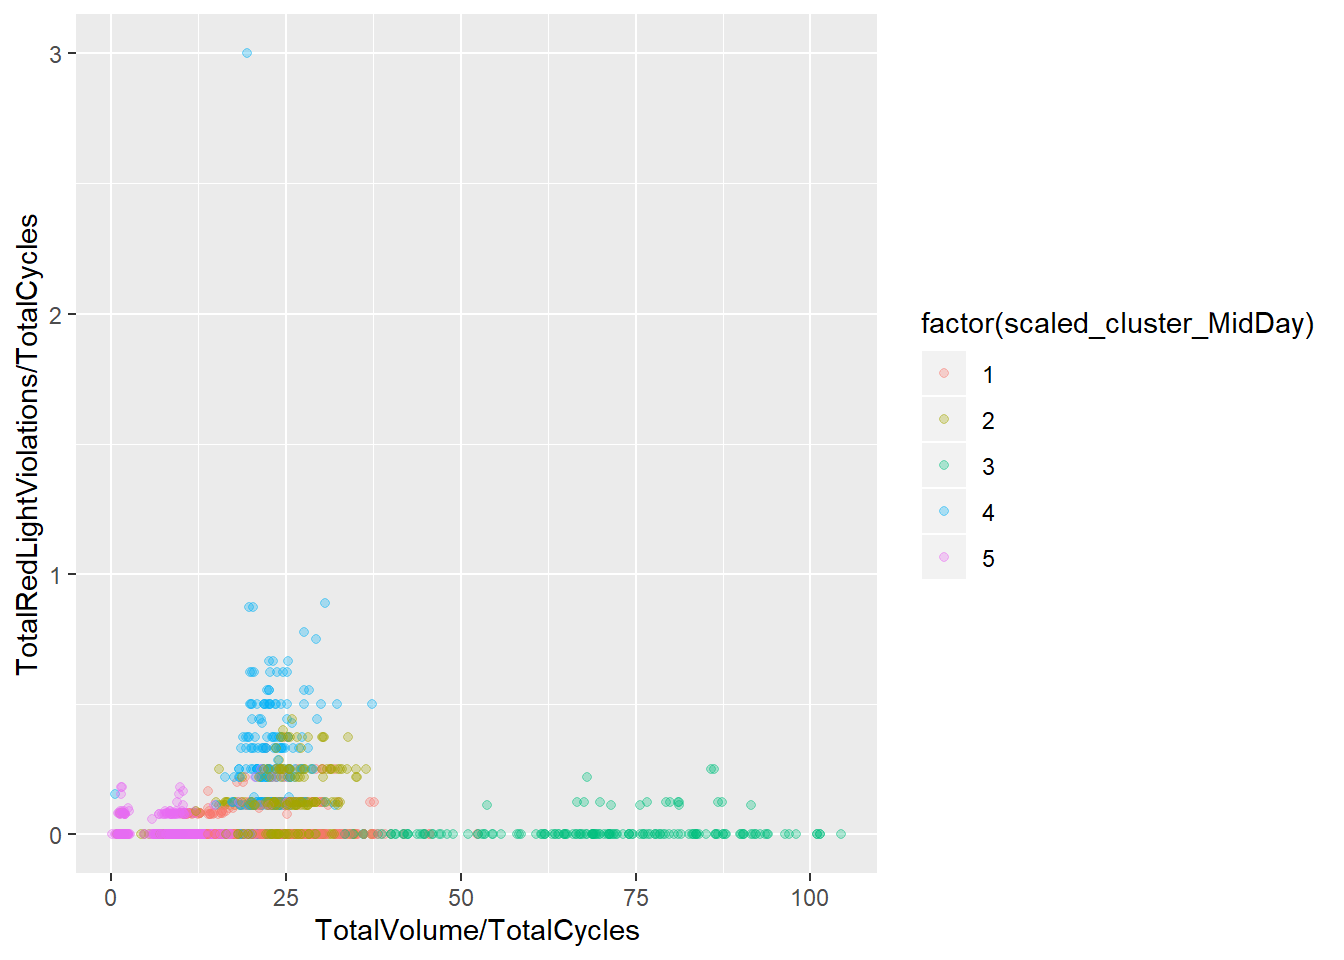 3
2
1
0
TotalRedLightViolations/TotalCycles
0 25 50 75 100
TotalVolume/TotalCycles
factor(scaled_cluster_MidDay)
1
2
3
4
5